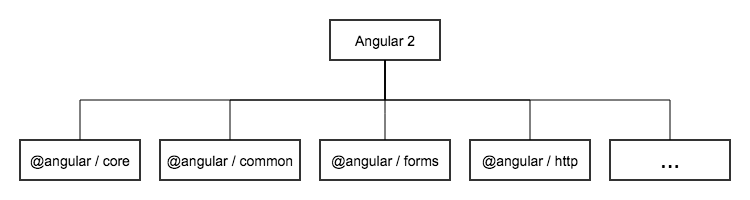 Angular 2
@angular / core
@angular / common
@angular / forms
@angular / http
...